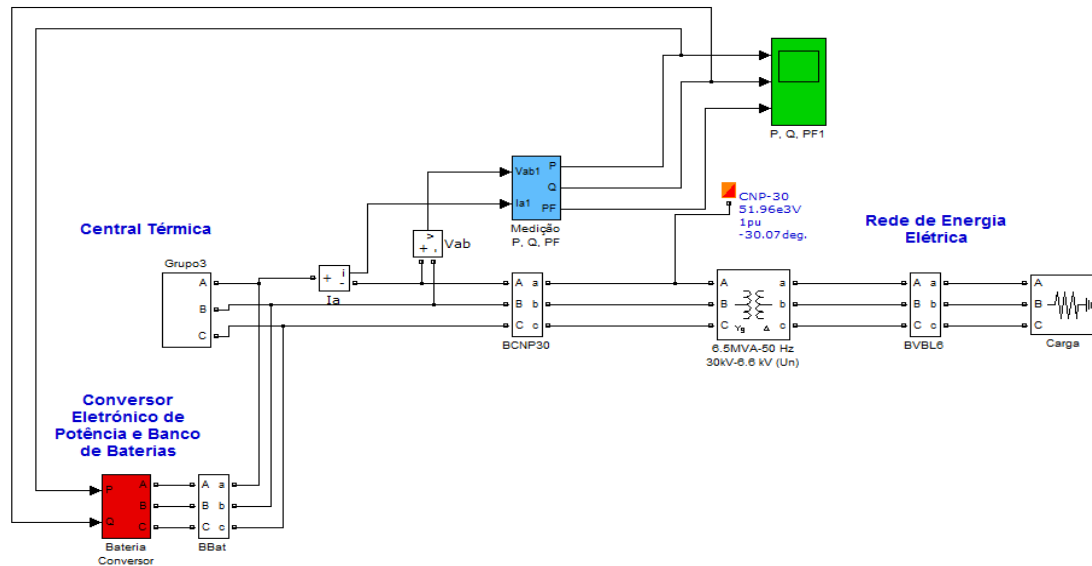 P, Q, PF1
Vab1
Ia1
P
Q
PF
Medição
P, Q, PF
CNP-30
51.96e3V
1pu
-30.07deg.
Central Térmica
Rede de Energia
Elétrica
Grupo3
A
B
C
+
i
-
Ia
>
+
-
Vab
A a
B b
C c
BCNP30
A a
B b
C c
Yg Δ
6.5MVA-50 Hz
30kV-6.6 kV (Un)
A a
B b
C c
BVBL6
A
B
C
Carga
Conversor
Eletrónico de
Potência e Banco
de Baterias
P A
B
Q C
Bateria
Conversor
A a
B b
C c
BBat